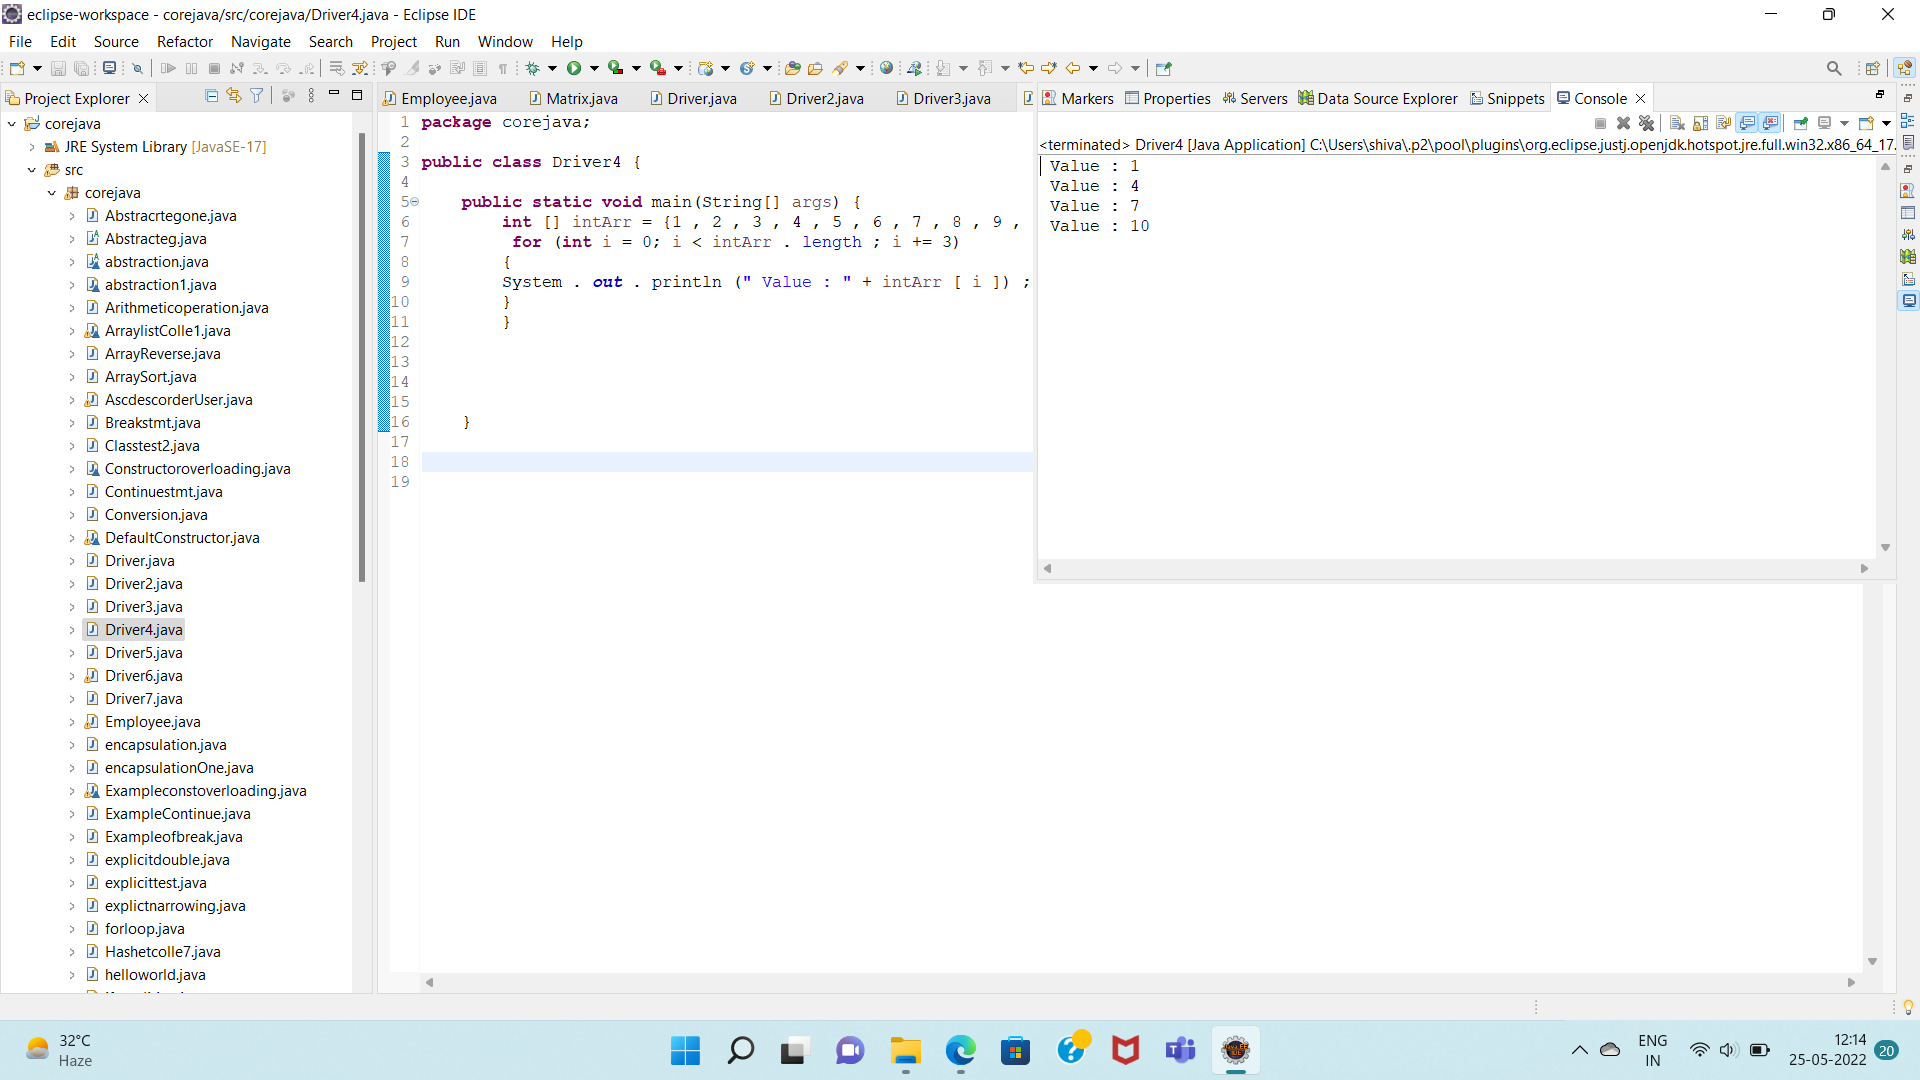 eclipse-workspace - corejava/src/corejava/Driver4.java - Eclipse IDE
File Edit Source Refactor Navigate Search Project Run Window Help
Project Explorer
corejava
JRE System Library [JavaSE-17]
src
corejava
Abstracrtegone.java
Abstracteg.java
abstraction.java
abstraction1.java
Arithmeticoperation.java
ArraylistColle1.java
ArrayReverse.java
ArraySort.java
AscdescorderUser.java
Breakstmt.java
Classtest2.java
Constructoroverloading.java
Continuestmt.java
Conversion.java
DefaultConstructor.java
Driver.java
Driver2.java
Driver3.java
Driver4.java
Driver5.java
Driver6.java
Driver7.java
Employee.java
encapsulation.java
encapsulationOne.java
Exampleconstoverloading.java
ExampleContinue.java
Exampleofbreak.java
explicitdouble.java
explicittest.java
explictnarrowing.java
forloop.java
Hashetcolle7.java
helloworld.java
Employee.java Matrix.java Driver.java Driver2.java Driver3.java
1 package corejava;
2
3 public class Driver4 {
4
5 public static void main(String[] args) {
6 int [] intArr = {1 , 2 , 3 , 4 , 5 , 6 , 7 , 8 , 9 ,
7 for (int i = 0; i < intArr . length ; i += 3)
8 {
9 System . out . println (" Value : " + intArr [ i ]) ;
10 }
11 }
12
13
14
15
16 }
17
18
19
Markers Properties Servers Data Source Explorer Snippets Console
<terminated> Driver4 [Java Application] C:\Users\shiva\.p2\pool\plugins\org.eclipse.justj.openjdk.hotspot.jre.full.win32.x86_64_17.
Value : 1
Value : 4
Value : 7
Value : 10
32°C
Haze
ENG
IN
12:14
25-05-2022
20